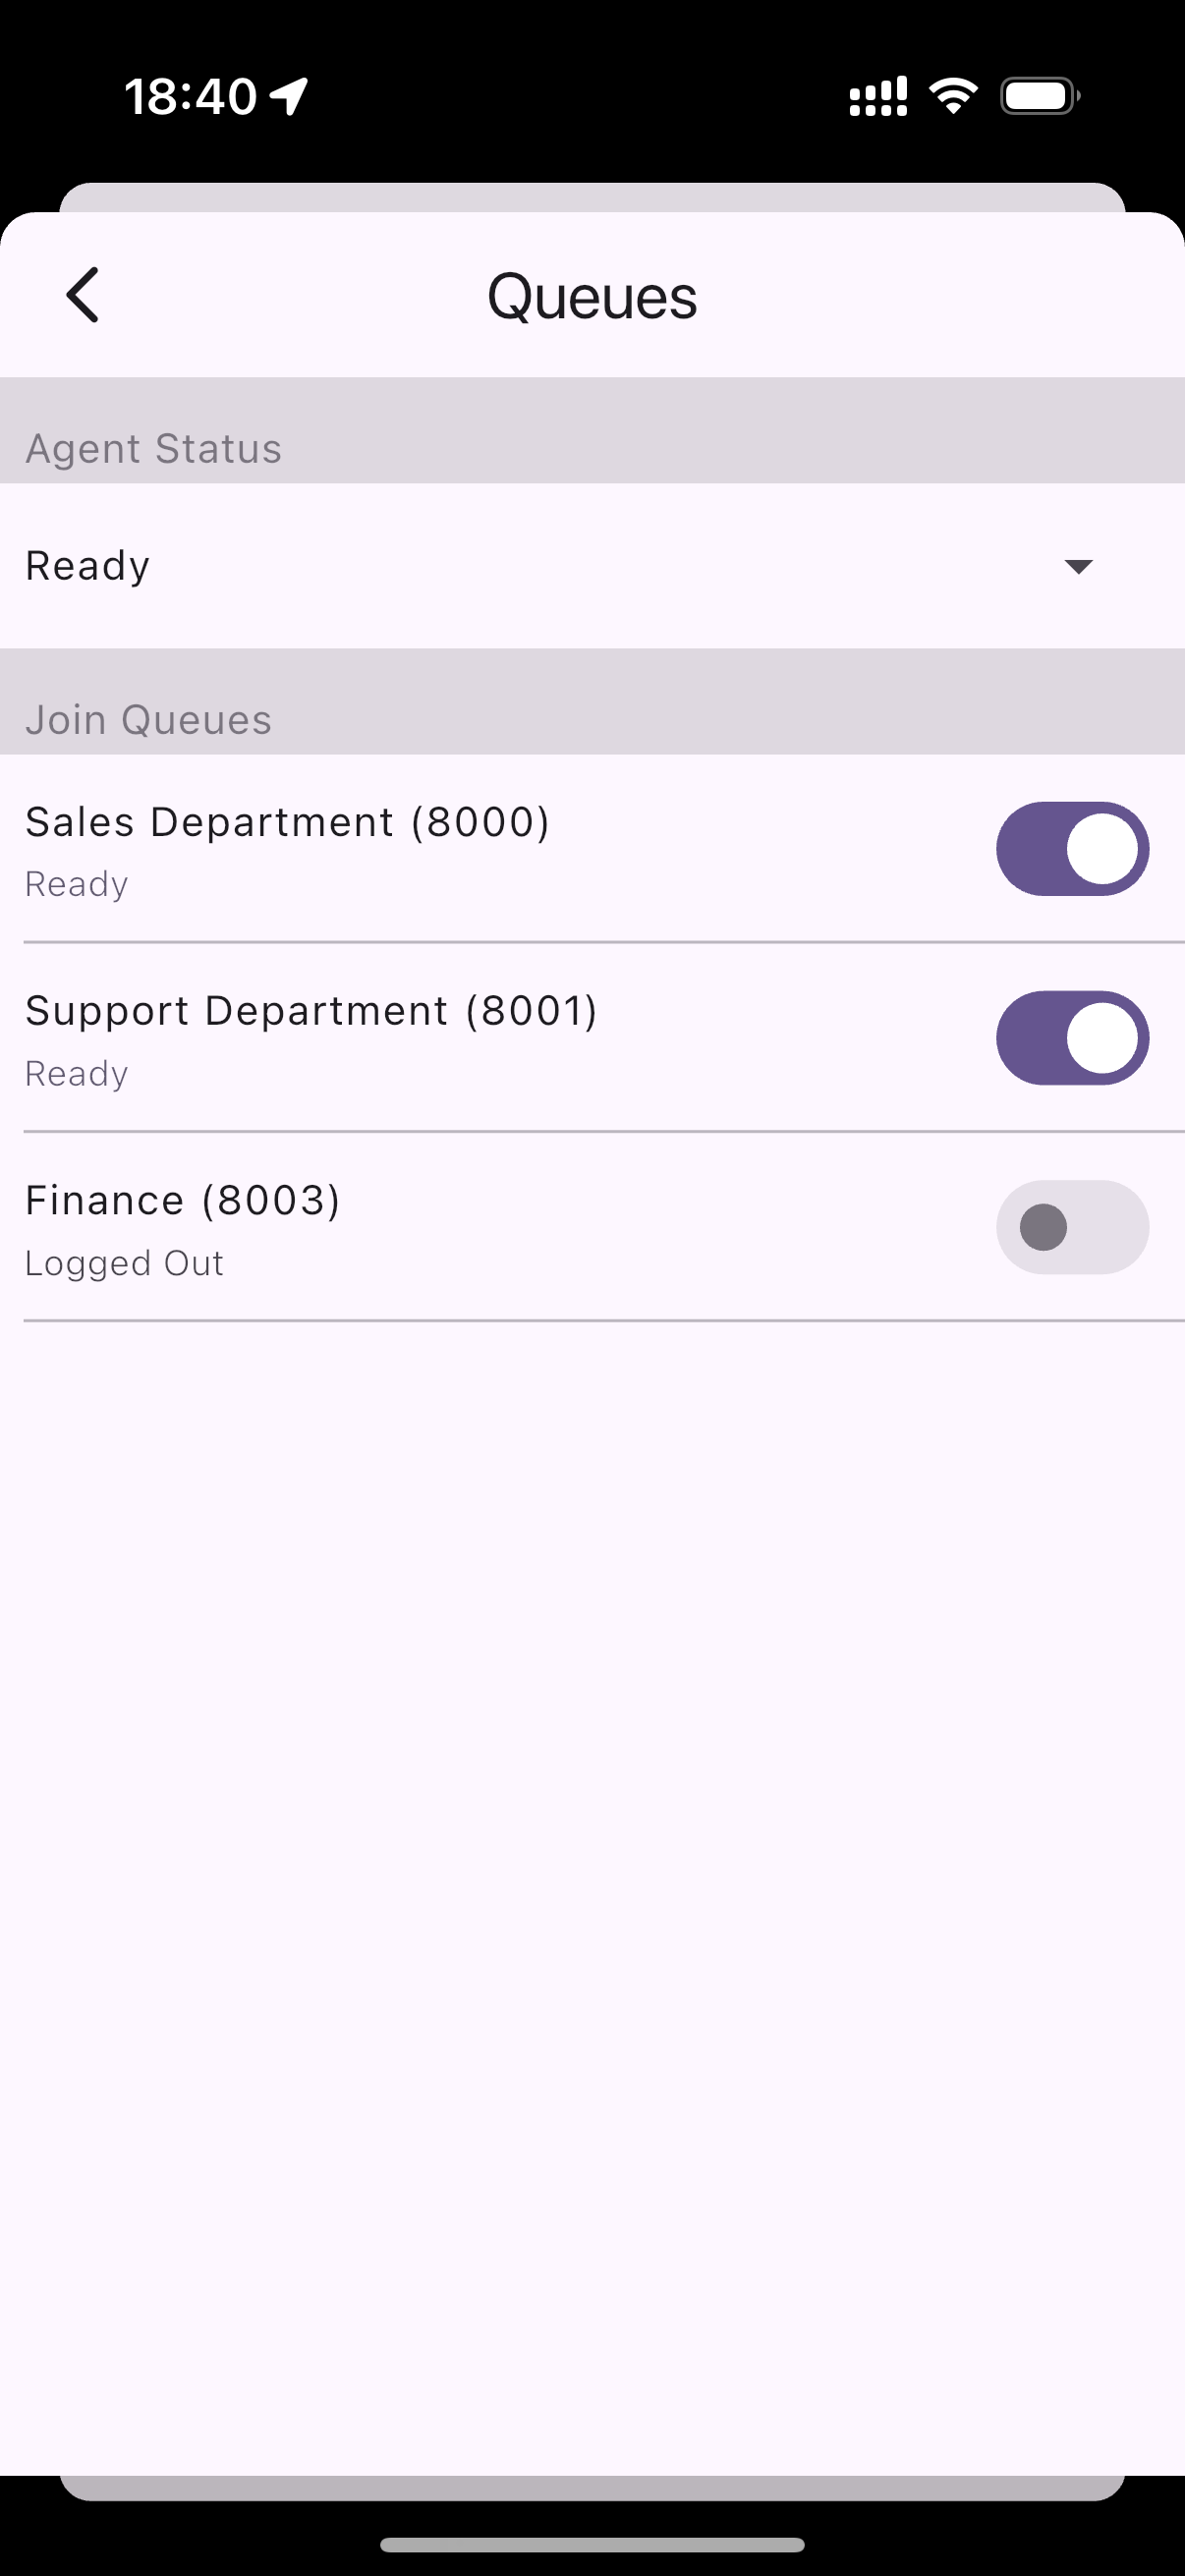 18:40
Queues
Agent Status
Ready
Join Queues
Sales Department (8000)
Ready
Support Department (8001)
Ready
Finance (8003)
Logged Out